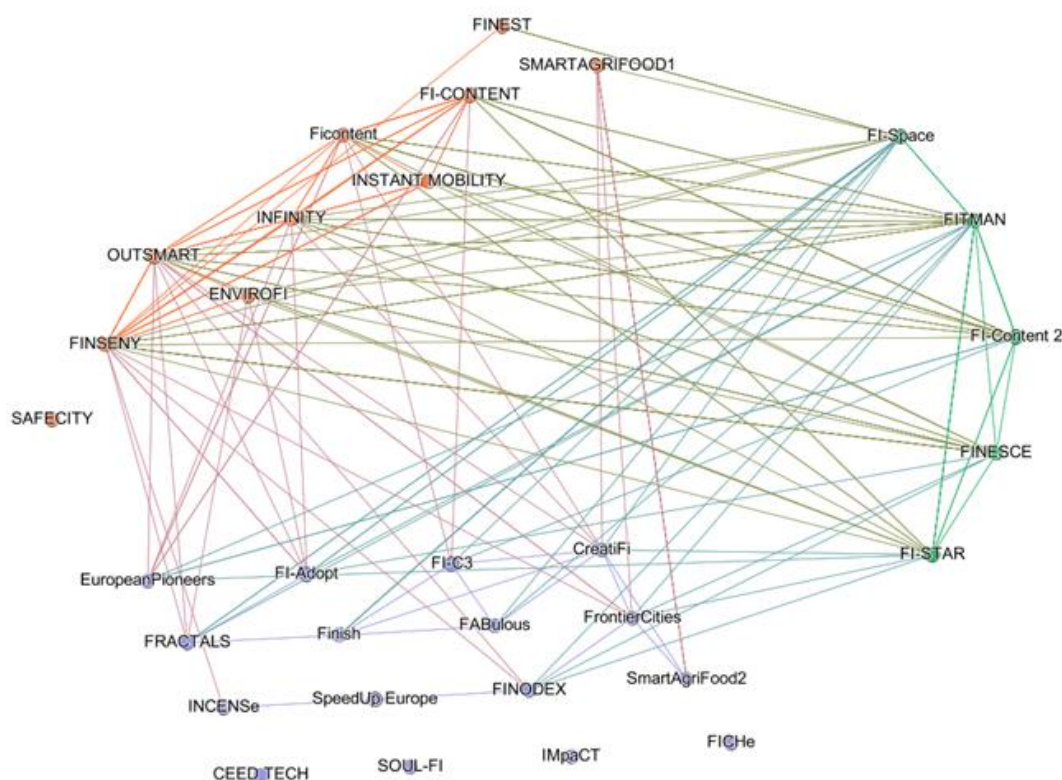 FINEST
SMARTAGRIFOOD1
FI-CONTENT
Ficontent
FI-Space
INSTANT MOBILITY
INFINITY
FITMAN
OUTSMART
ENVIROFI
FINSENY
FI-Content 2
SAFECITY
FINESCE
FI-STAR
EuropeanPioneers
FI-Adopt
FI-C3
CreatiFi
FRACTALS
Finish
FABulous
FrontierCities
INCENSe
SpeedUp Europe
FINODEX
SmartAgriFood2
CEED TECH
SOUL-FI
IMpaCT
FICHe